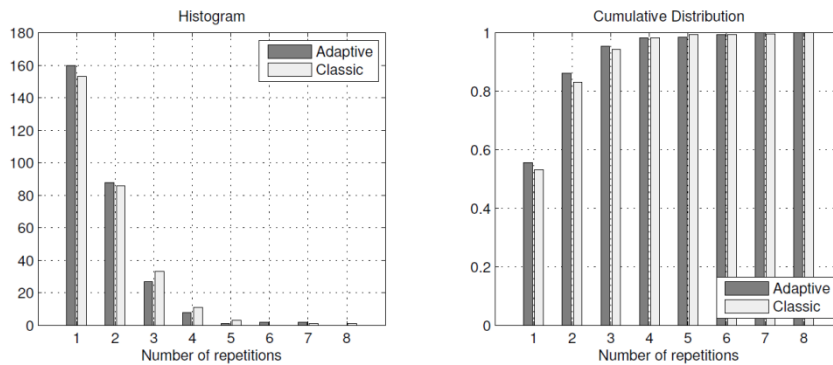 Histogram
180
160
140
120
100
80
60
40
20
0
Adaptive
Classic
1 2 3 4 5 6 7 8
Number of repetitions
Cumulative Distribution
1
0.8
0.6
0.4
0.2
0
Adaptive
Classic
1 2 3 4 5 6 7 8
Number of repetitions